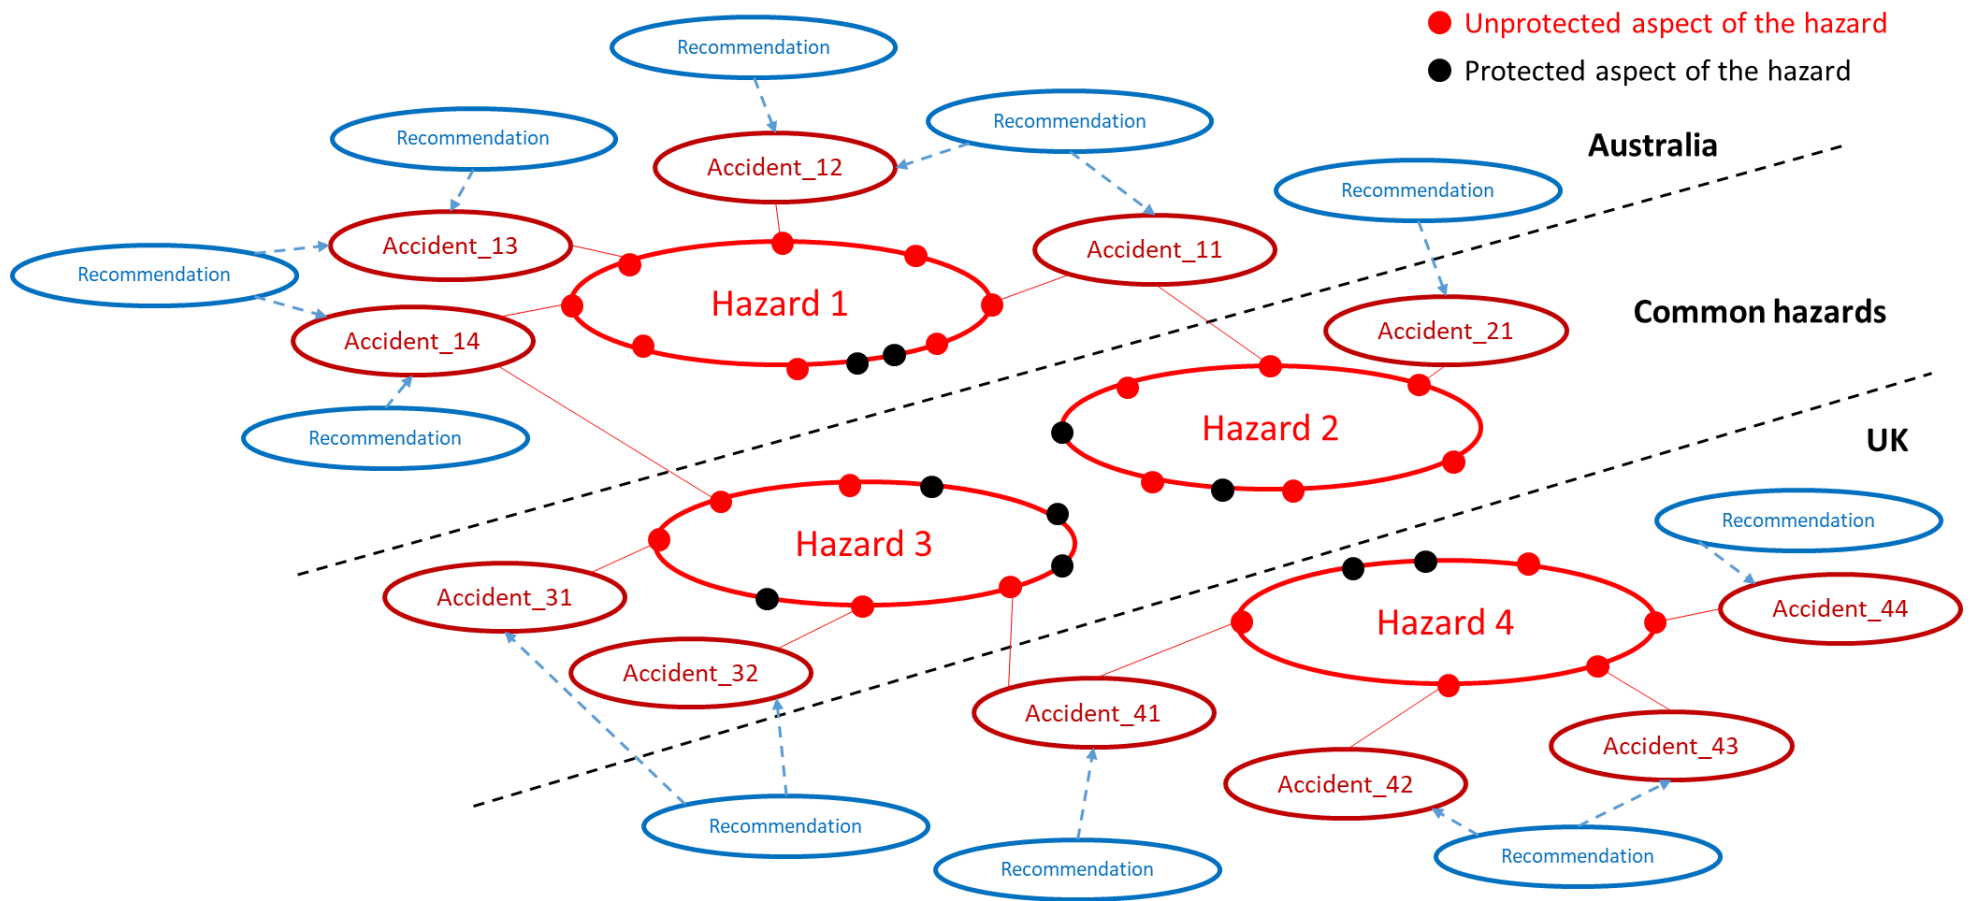 Unprotected aspect of the hazard
Protected aspect of the hazard
Recommendation
Recommendation
Recommendation
Australia
Accident_12
Recommendation
Accident_13
Accident_11
Recommendation
Hazard 1
Common hazards
Accident_21
Accident_14
Recommendation
Hazard 2
UK
Recommendation
Hazard 3
Accident_31
Accident_44
Hazard 4
Accident_32
Accident_41
Accident_43
Accident_42
Recommendation
Recommendation
Recommendation